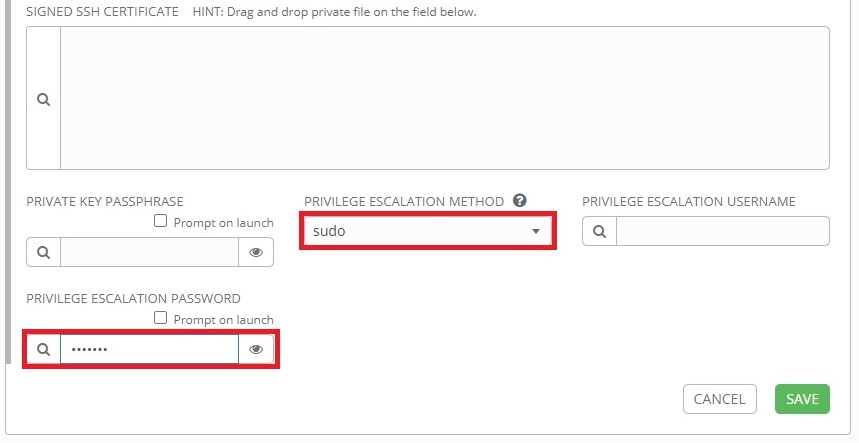 SIGNED SSH CERTIFICATE HINT: Drag and drop private file on the field below.
PRIVATE KEY PASSPHRASE
Prompt on launch
PRIVILEGE ESCALATION METHOD ?
sudo
PRIVILEGE ESCALATION USERNAME
PRIVILEGE ESCALATION PASSWORD
Prompt on launch
•••••••
CANCEL
SAVE